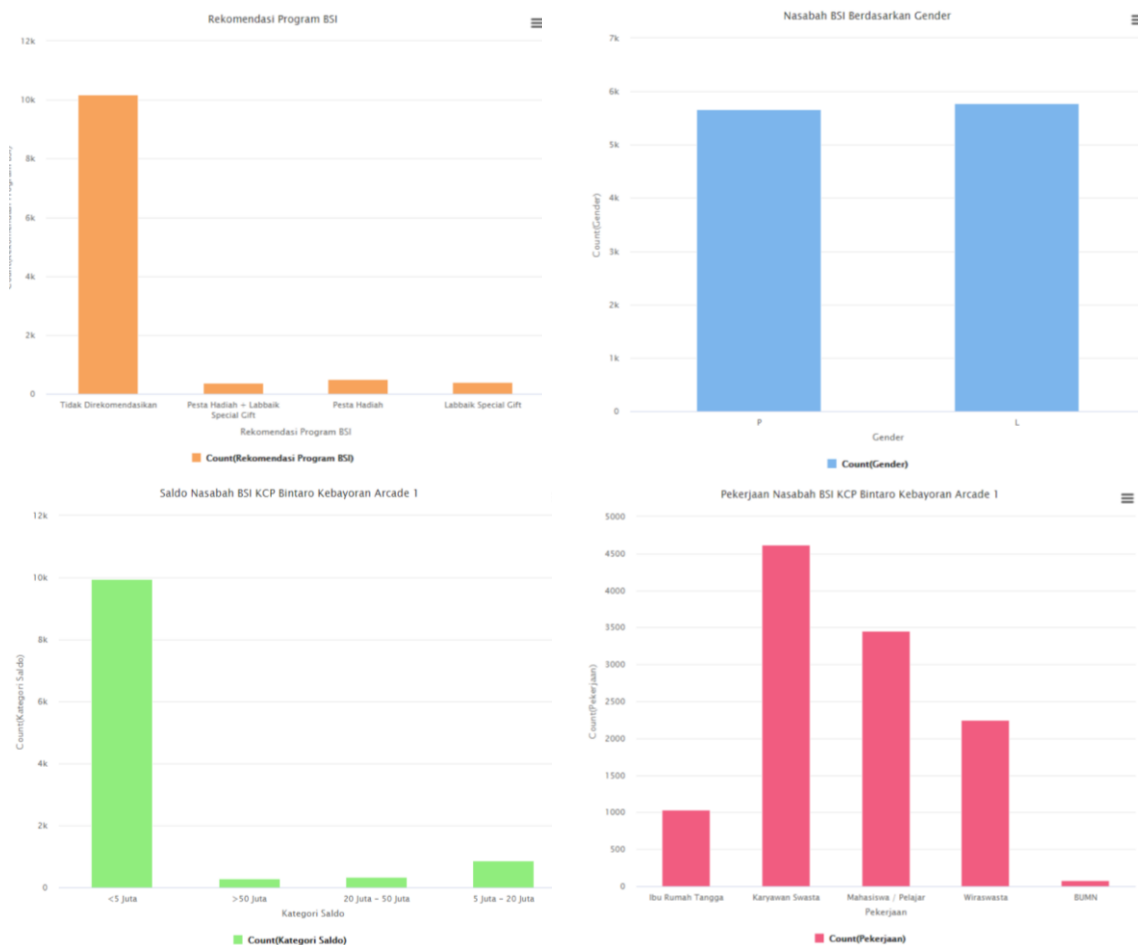 Rekomendasi Program BSI
12k
10k
8k
6k
4k
2k
0
Tidak Direkomendasikan
Pesta Hadiah + Labbaik
Special Gift
Pesta Hadiah
Labbaik Special Gift
Rekomendasi Program BSI
Count(Rekomendasi Program BSI)
Nasabah BSI Berdasarkan Gender
7k
6k
5k
4k
3k
2k
1k
0
Count(Gender)
P
L
Gender
Count(Gender)
Saldo Nasabah BSI KCP Bintaro Kebayoran Arcade 1
12k
10k
8k
6k
4k
2k
0
Count(Kategori Saldo)
<5 Juta
>50 Juta
20 Juta - 50 Juta
5 Juta - 20 Juta
Kategori Saldo
Count(Kategori Saldo)
Pekerjaan Nasabah BSI KCP Bintaro Kebayoran Arcade 1
5000
4500
4000
3500
3000
2500
2000
1500
1000
500
0
Count(Pekerjaan)
Ibu Rumah Tangga
Karyawan Swasta
Mahasiswa / Pelajar
Wiraswasta
BUMN
Pekerjaan
Count(Pekerjaan)